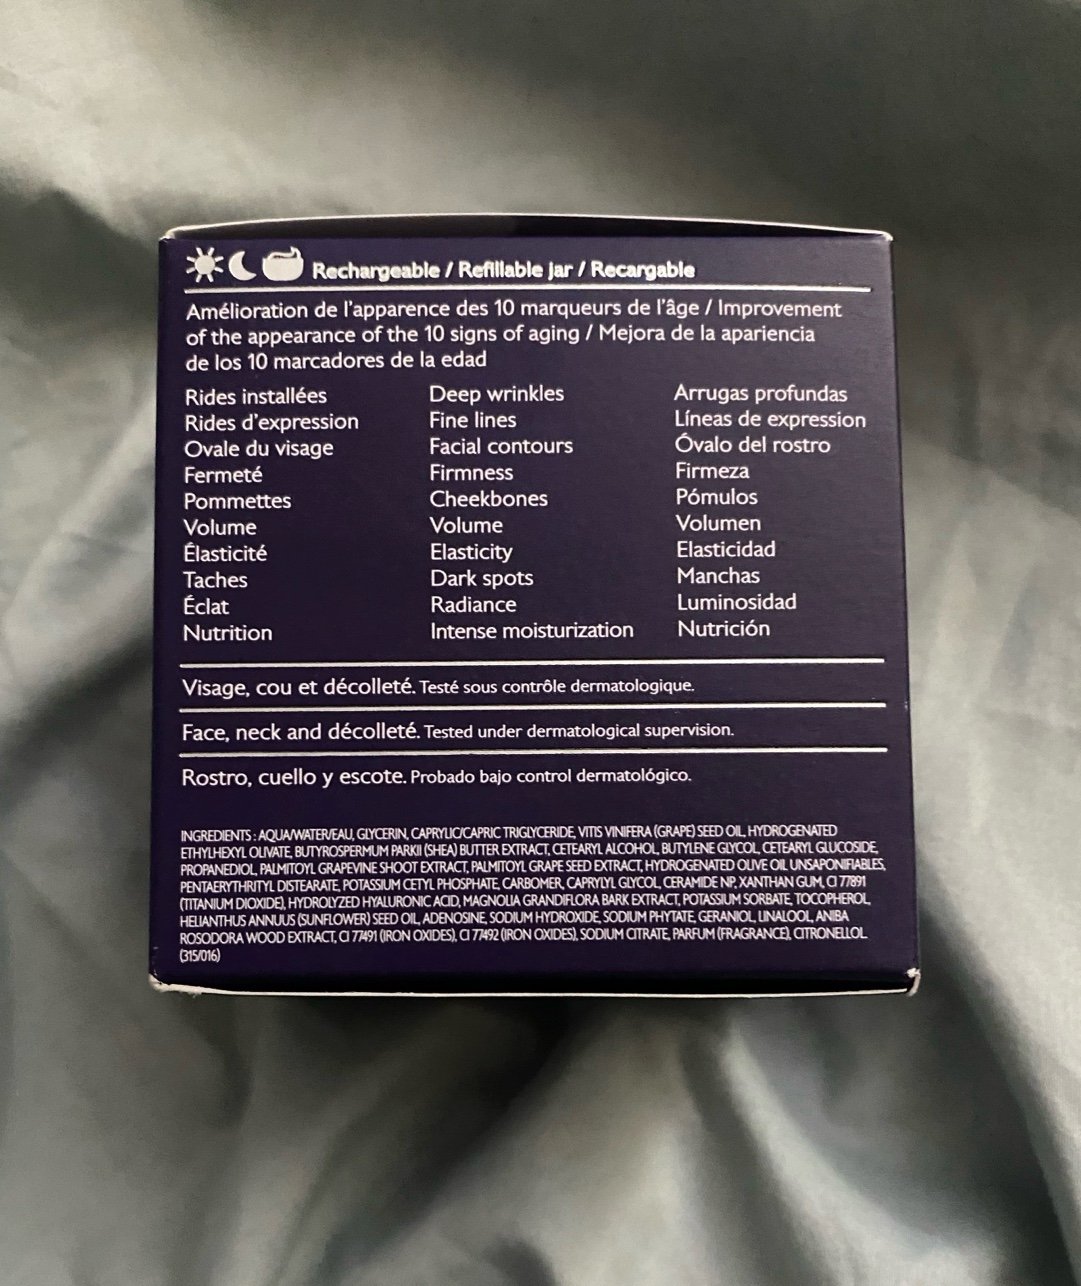 Rechargeable / Refillable jar / Recargable
Amélioration de l'apparence des 10 marqueurs de l'âge / Improvement
of the appearance of the 10 signs of aging / Mejora de la apariencia
de los 10 marcadores de la edad
Rides installées
Rides d'expression
Ovale du visage
Fermeté
Pommettes
Volume
Élasticité
Taches
Éclat
Nutrition
Deep wrinkles
Fine lines
Facial contours
Firmness
Cheekbones
Volume
Elasticity
Dark spots
Radiance
Intense moisturization
Arrugas profundas
Líneas de expression
Óvalo del rostro
Firmeza
Pómulos
Volumen
Elasticidad
Manchas
Luminosidad
Nutrición
Visage, cou et décolleté. Testé sous contrôle dermatologique.
Face, neck and décolleté. Tested under dermatological supervision.
Rostro, cuello y escote. Probado bajo control dermatológico.
INGREDIENTS : AQUA/WATER/EAU, GLYCERIN, CAPRYLIC/CAPRIC TRIGLYCERIDE, VITIS VINIFERA (GRAPE) SEED OIL, HYDROGENATED
ETHYLHEXYL OLIVATE, BUTYROSPERMUM PARKII (SHEA) BUTTER EXTRACT, CETEARYL ALCOHOL, BUTYLENE GLYCOL, CETEARYL GLUCOSIDE,
PROPANEDIOL, PALMITOYL GRAPEVINE SHOOT EXTRACT, PALMITOYL GRAPE SEED EXTRACT, HYDROGENATED OLIVE OIL UNSAPONIFIABLES,
PENTAERYTHRITYL DISTEARATE, POTASSIUM CETYL PHOSPHATE, CARBOMER, CAPRYLYL GLYCOL, CERAMIDE NP, XANTHAN GUM, CI 77891
(TITANIUM DIOXIDE), HYDROLYZED HYALURONIC ACID, MAGNOLIA GRANDIFLORA BARK EXTRACT, POTASSIUM SORBATE, TOCOPHEROL,
HELIANTHUS ANNUUS (SUNFLOWER) SEED OIL, ADENOSINE, SODIUM HYDROXIDE, SODIUM PHYTATE, GERANIOL, LINALOOL, ANIBA
ROSODORA WOOD EXTRACT, CI 77491 (IRON OXIDES), CI 77492 (IRON OXIDES), SODIUM CITRATE, PARFUM (FRAGRANCE), CITRONELLOL.
(315/016)